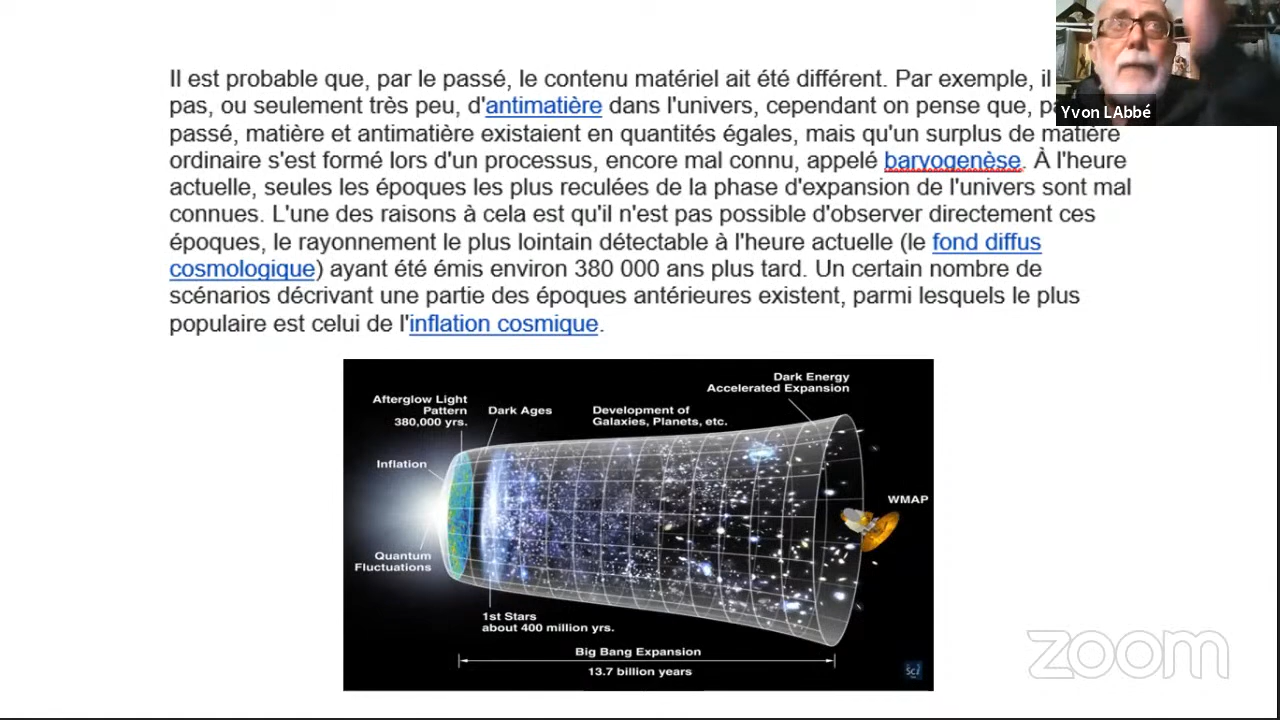 Il est probable que, par le passé, le contenu matériel ait été différent. Par exemple, il
pas, ou seulement très peu, d'antimatière dans l'univers, cependant on pense que,
passé, matière et antimatière existaient en quantités égales, mais qu'un surplus de matière
ordinaire s'est formé lors d'un processus, encore mal connu, appelé baryogenèse. À l'heure
actuelle, seules les époques les plus reculées de la phase d'expansion de l'univers sont mal
connues. L'une des raisons à cela est qu'il n'est pas possible d'observer directement ces
époques, le rayonnement le plus lointain détectable à l'heure actuelle (le fond diffus
cosmologique) ayant été émis environ 380 000 ans plus tard. Un certain nombre de
scénarios décrivant une partie des époques antérieures existent, parmi lesquels le plus
populaire est celui de l'inflation cosmique.
Yvon LAbbé
Dark Energy
Accelerated Expansion
Afterglow Light
Pattern
380,000 yrs.
Dark Ages
Development of
Galaxies, Planets, etc.
Inflation
WMAP
Quantum
Fluctuations
1st Stars
about 400 million yrs.
Big Bang Expansion
13.7 billion years
zoom